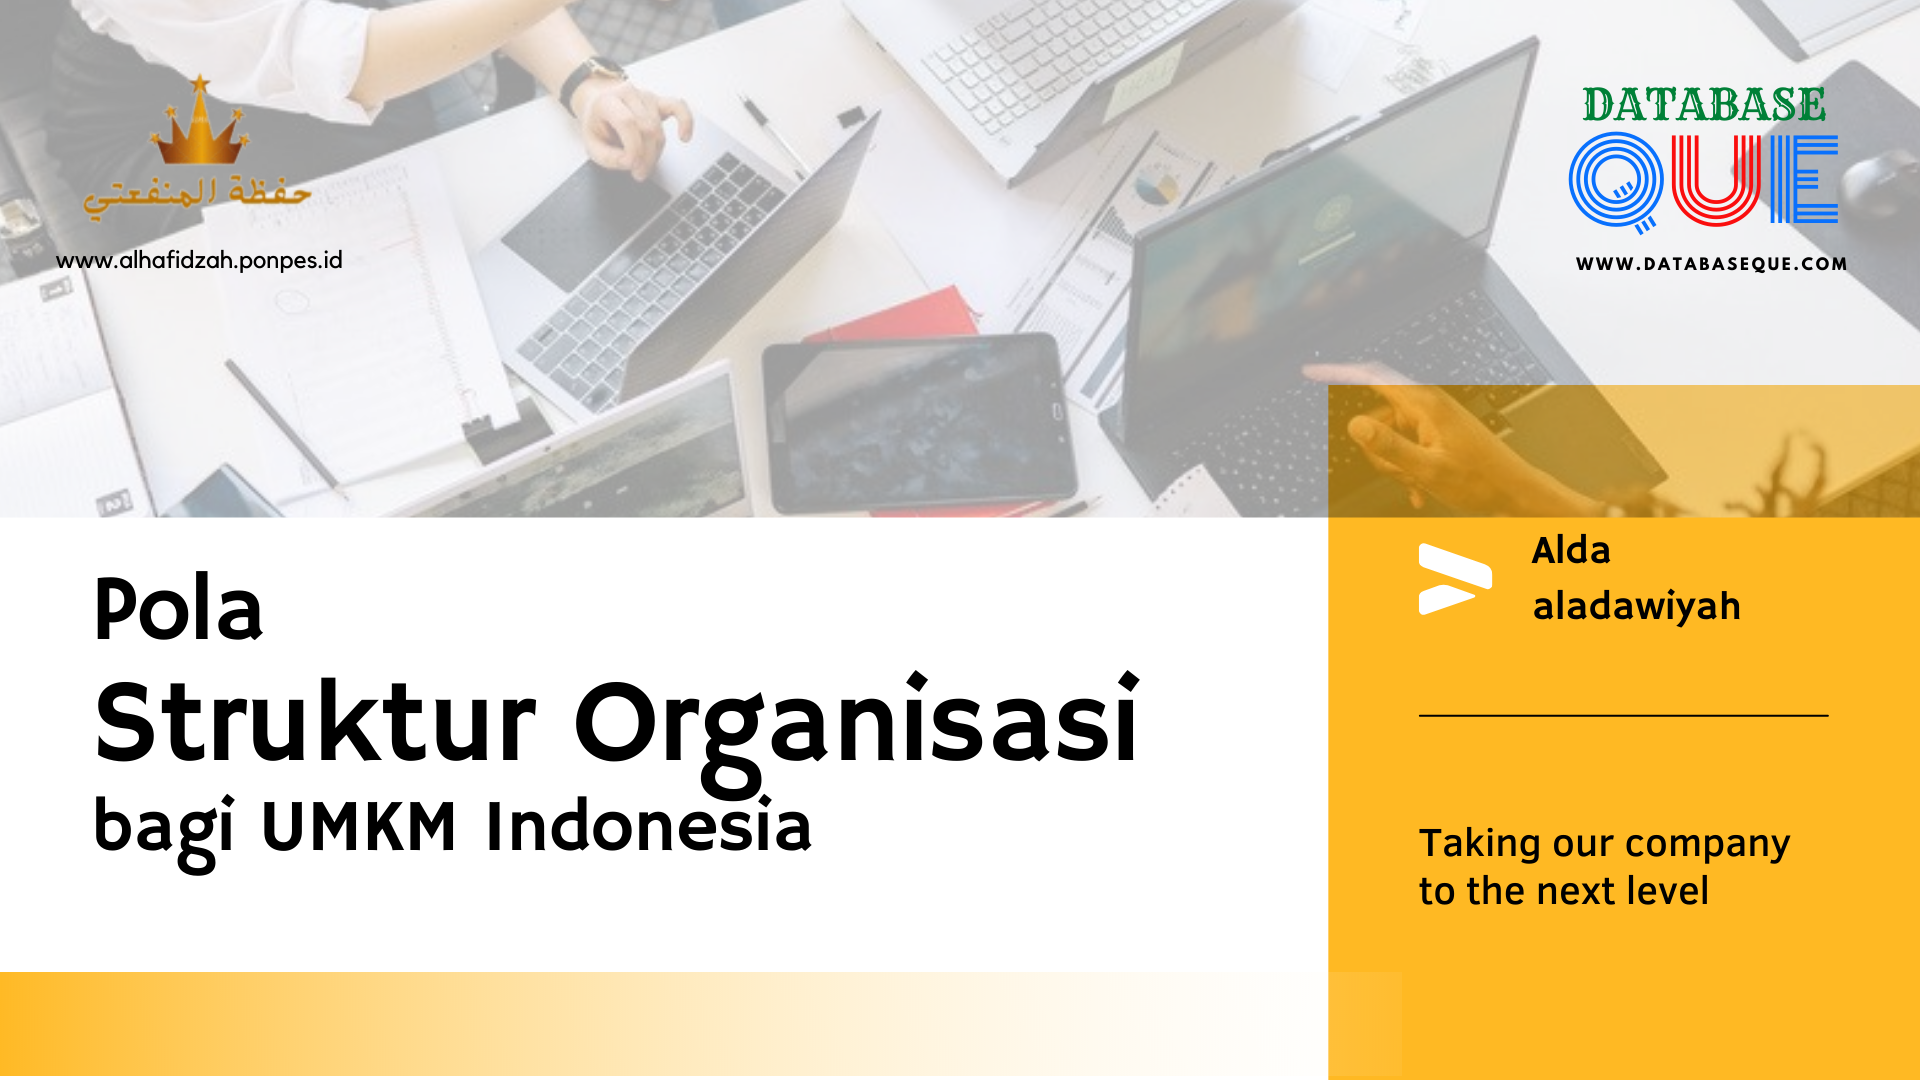 حفظة المنفعتي
www.alhafidzah.ponpes.id
DATABASE
QUE
WWW.DATABASEQUE.COM
Pola
Struktur Organisasi
bagi UMKM Indonesia
Alda
aladawiyah
Taking our company
to the next level